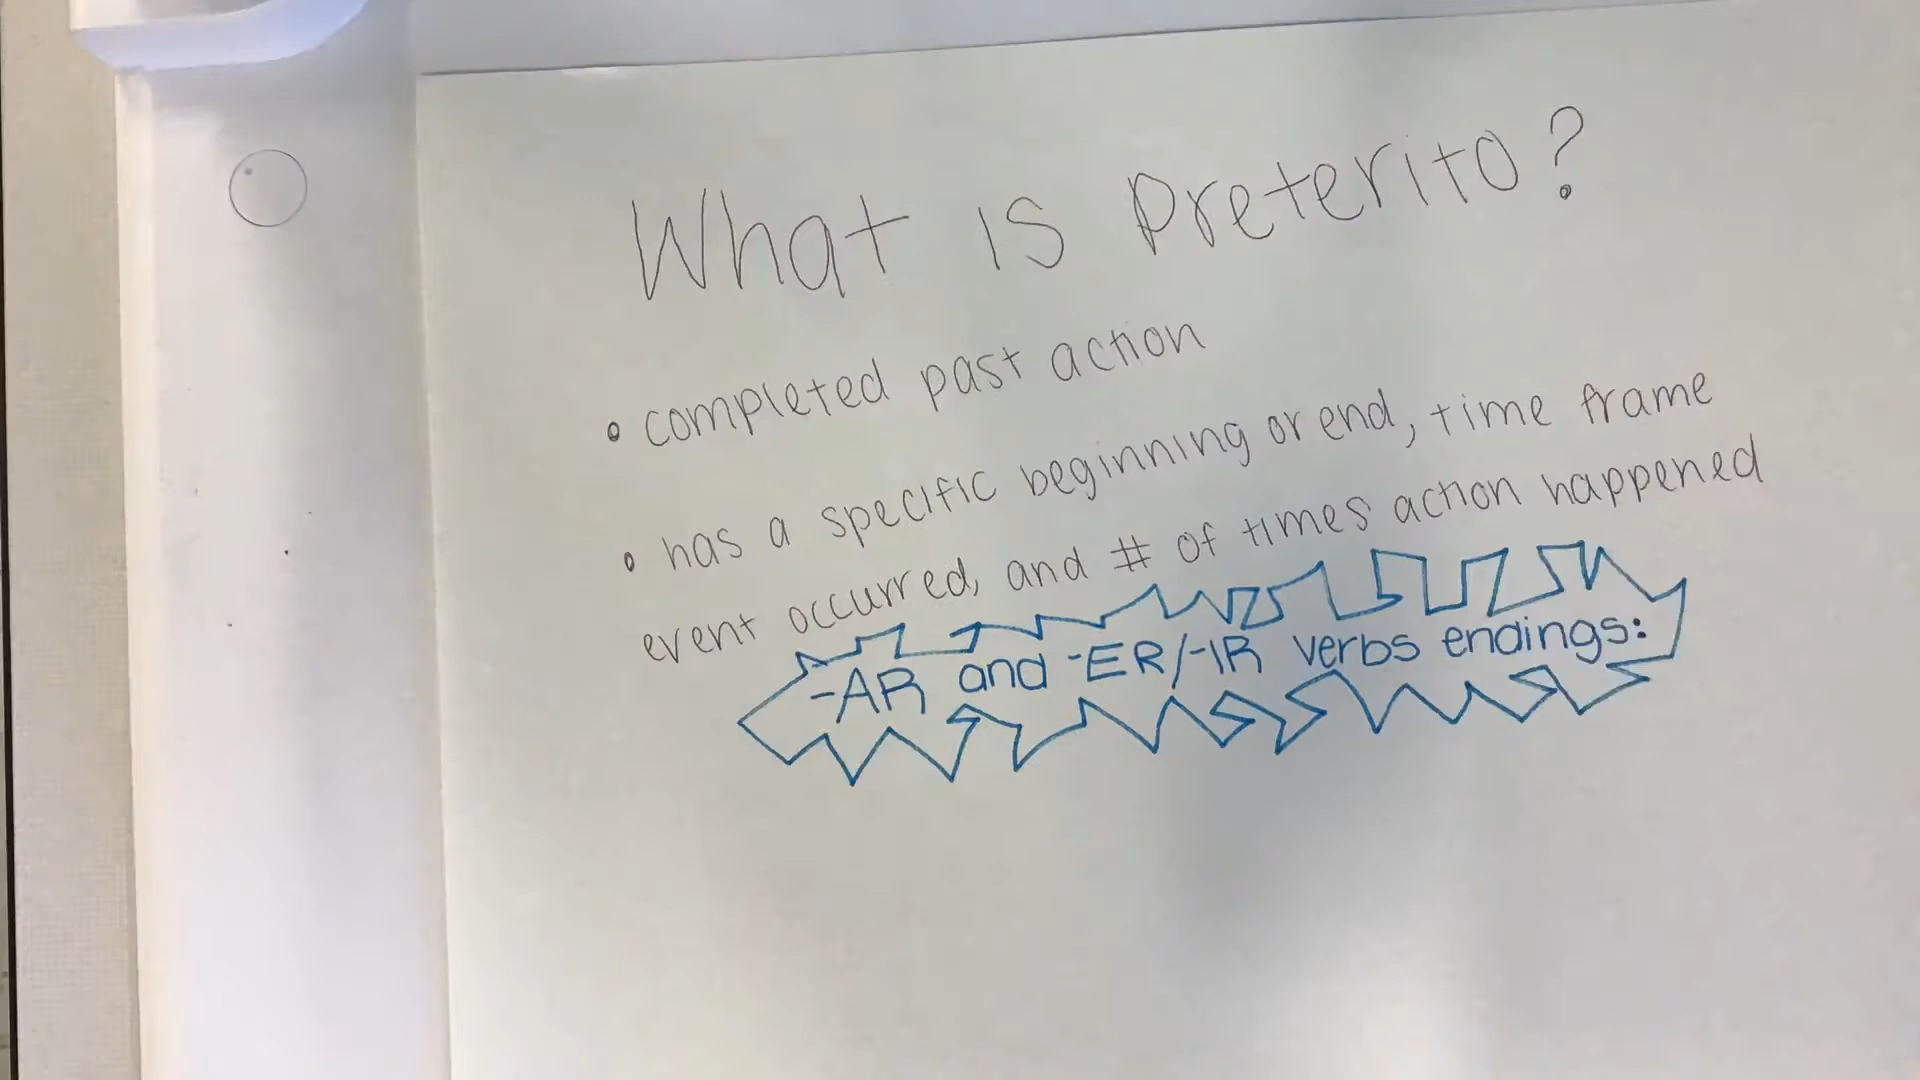 What is Preterito?
• completed past action
• has a specific beginning or end, time frame
event occurred, and # of times action happened
-AR and -ER/-IR verbs endings: